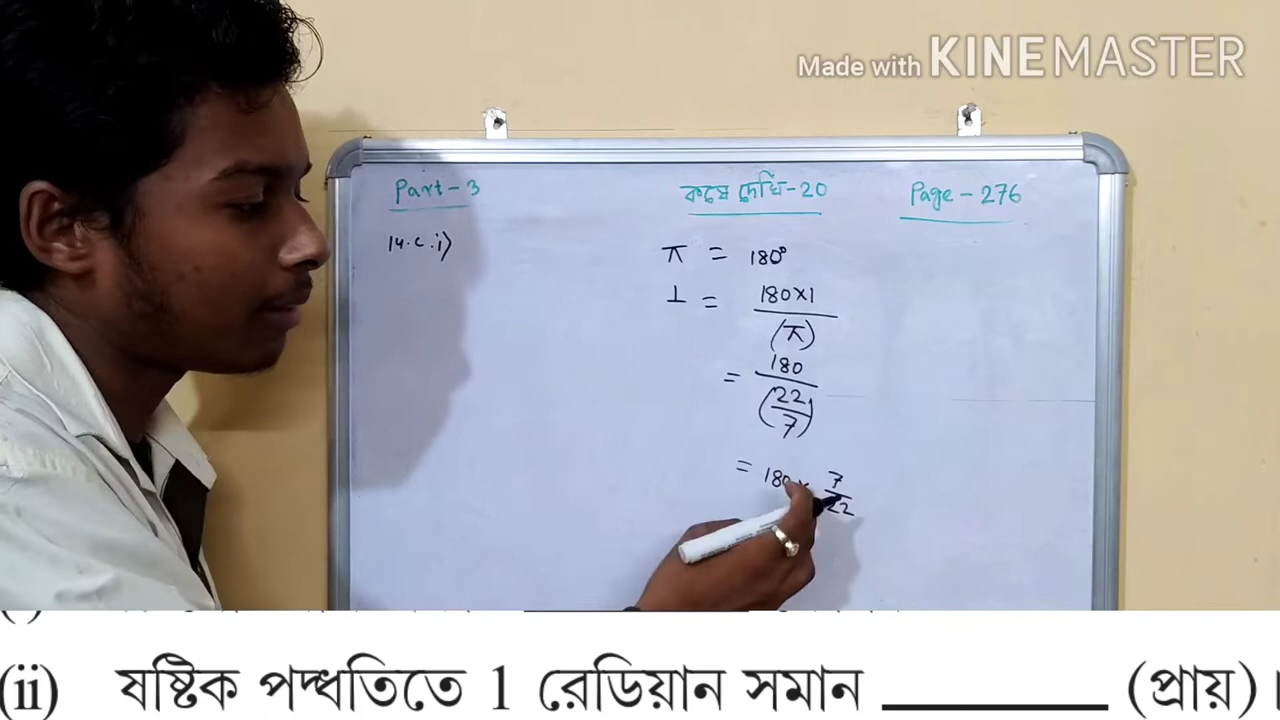 Made with KINEMASTER
Part - 3 কষে দেখি-20 Page - 276
14.c.i) π = 180°
1 = 180×1
(π)
= 180
(22
7)
= 180× 7
22
(ii) ষষ্টিক পদ্ধতিতে 1 রেডিয়ান সমান ________ (প্রায়)।